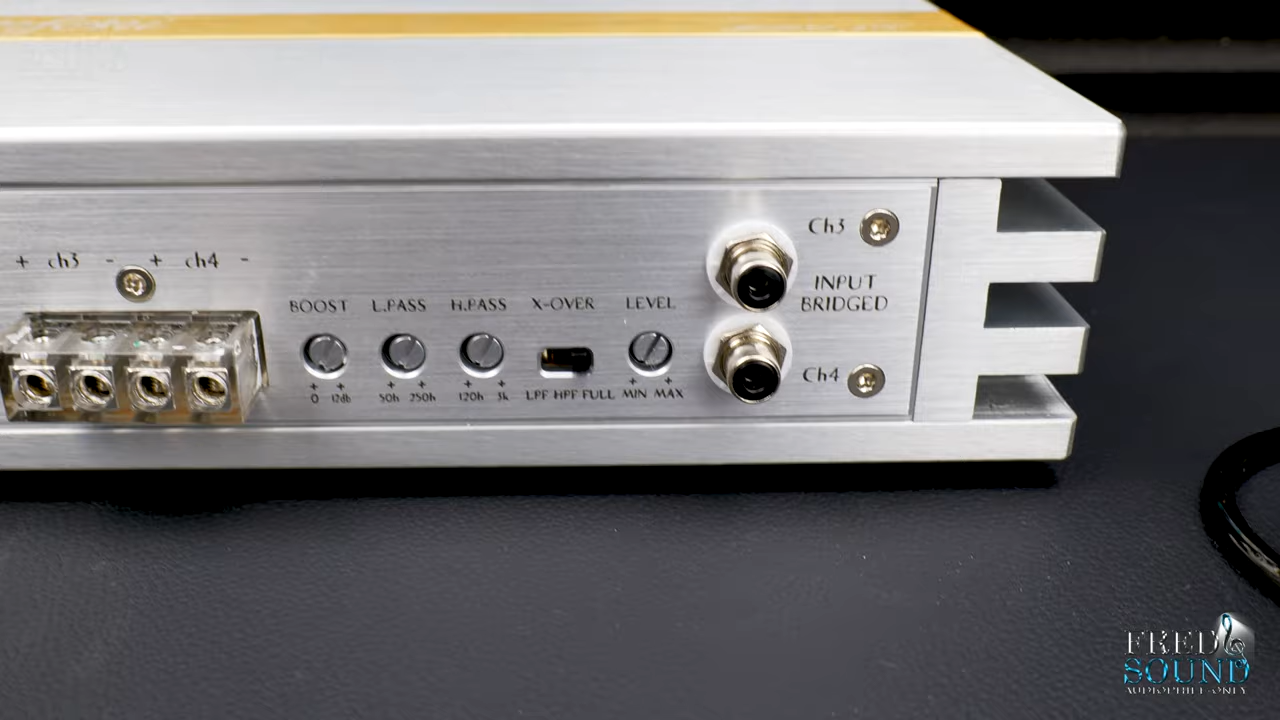 + ch3 - + ch4 -
BOOST
0 12db
L.PASS
50h 250h
H.PASS
120h 3k
X-OVER
LPF HPF FULL
LEVEL
MIN MAX
Ch3
INPUT
BRIDGED
Ch4
FRED
SOUND
AUDIOPHILE-ONLY